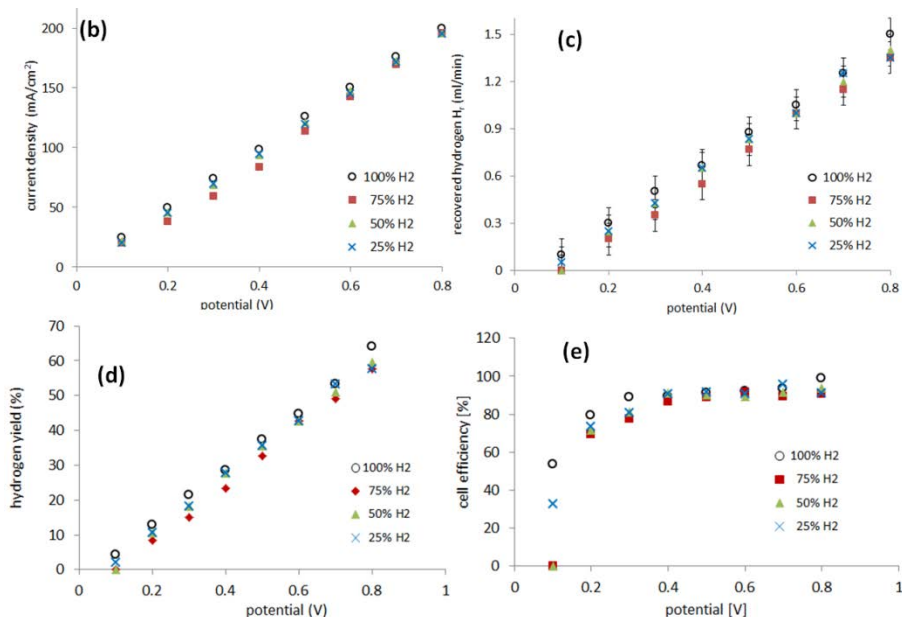 (b)
current density (mA/cm²)
200
150
100
50
0
100% H2
75% H2
50% H2
25% H2
0
0.2
0.4
0.6
0.8
potential (V)
(c)
recovered hydrogen Hr (ml/min)
1.5
1.2
0.9
0.6
0.3
0
100% H2
75% H2
50% H2
25% H2
0
0.2
0.4
0.6
0.8
potential (V)
(d)
hydrogen yield (%)
70
60
50
40
30
20
10
0
100% H2
75% H2
50% H2
25% H2
0
0.2
0.4
0.6
0.8
1
potential (V)
(e)
cell efficiency [%]
120
100
80
60
40
20
0
100% H2
75% H2
50% H2
25% H2
0
0.2
0.4
0.6
0.8
1
potential [V]